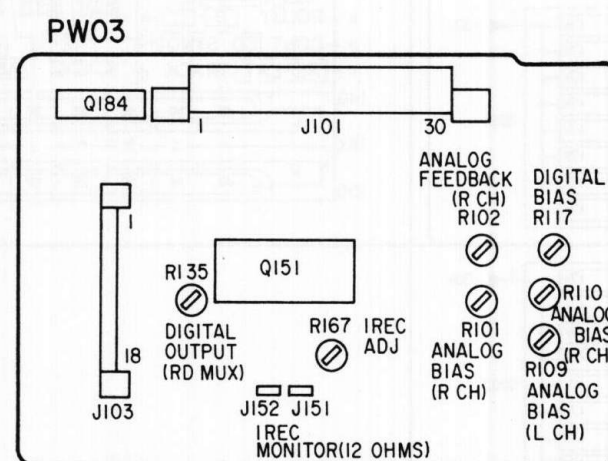 PW03
Q184
1 J101 30
ANALOG
FEEDBACK
(R CH)
R102
DIGITAL
BIAS
R117
1
18
J103
R135
DIGITAL
OUTPUT
(RD MUX)
Q151
R167 IREC
ADJ
R101
ANALOG
BIAS
(R CH)
R110
ANALOG
BIAS
(R CH
R109
ANALOG
BIAS
(L CH)
J152 J151
IREC
MONITOR(12 OHMS)